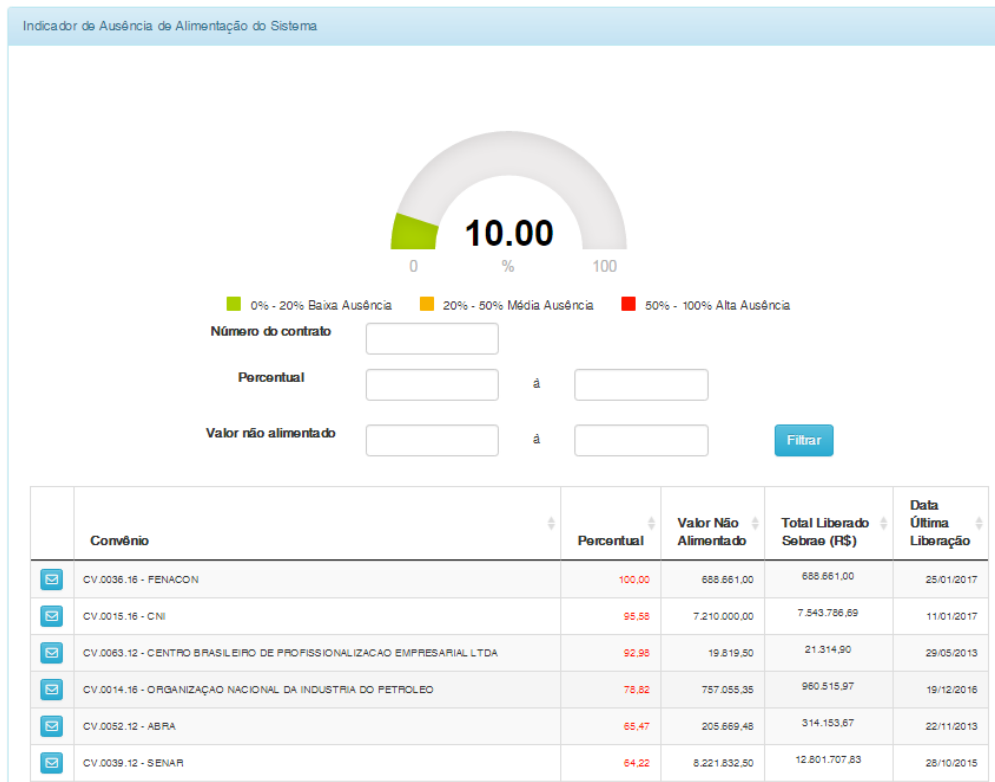 Indicador de Ausência de Alimentação do Sistema
10.00
0 % 100
0% - 20% Baixa Ausência 20% - 50% Média Ausência 50% - 100% Alta Ausência
Número do contrato
Percentual à
Valor não alimentado à Filtrar
Convênio Percentual Valor Não Alimentado Total Liberado Sebrae (R$) Data Última Liberação
CV.0036.16 - FENACON 100,00 688.661,00 688.661,00 25/01/2017
CV.0015.16 - CNI 95,58 7.210.000,00 7.543.786,69 11/01/2017
CV.0063.12 - CENTRO BRASILEIRO DE PROFISSIONALIZACAO EMPRESARIAL LTDA 92,98 19.819,50 21.314,90 29/05/2013
CV.0014.16 - ORGANIZAÇAO NACIONAL DA INDUSTRIA DO PETROLEO 78,82 757.055,35 960.515,97 19/12/2016
CV.0052.12 - ABRA 65,47 205.669,48 314.153,67 22/11/2013
CV.0039.12 - SENAR 64,22 8.221.832,50 12.801.707,83 28/10/2015